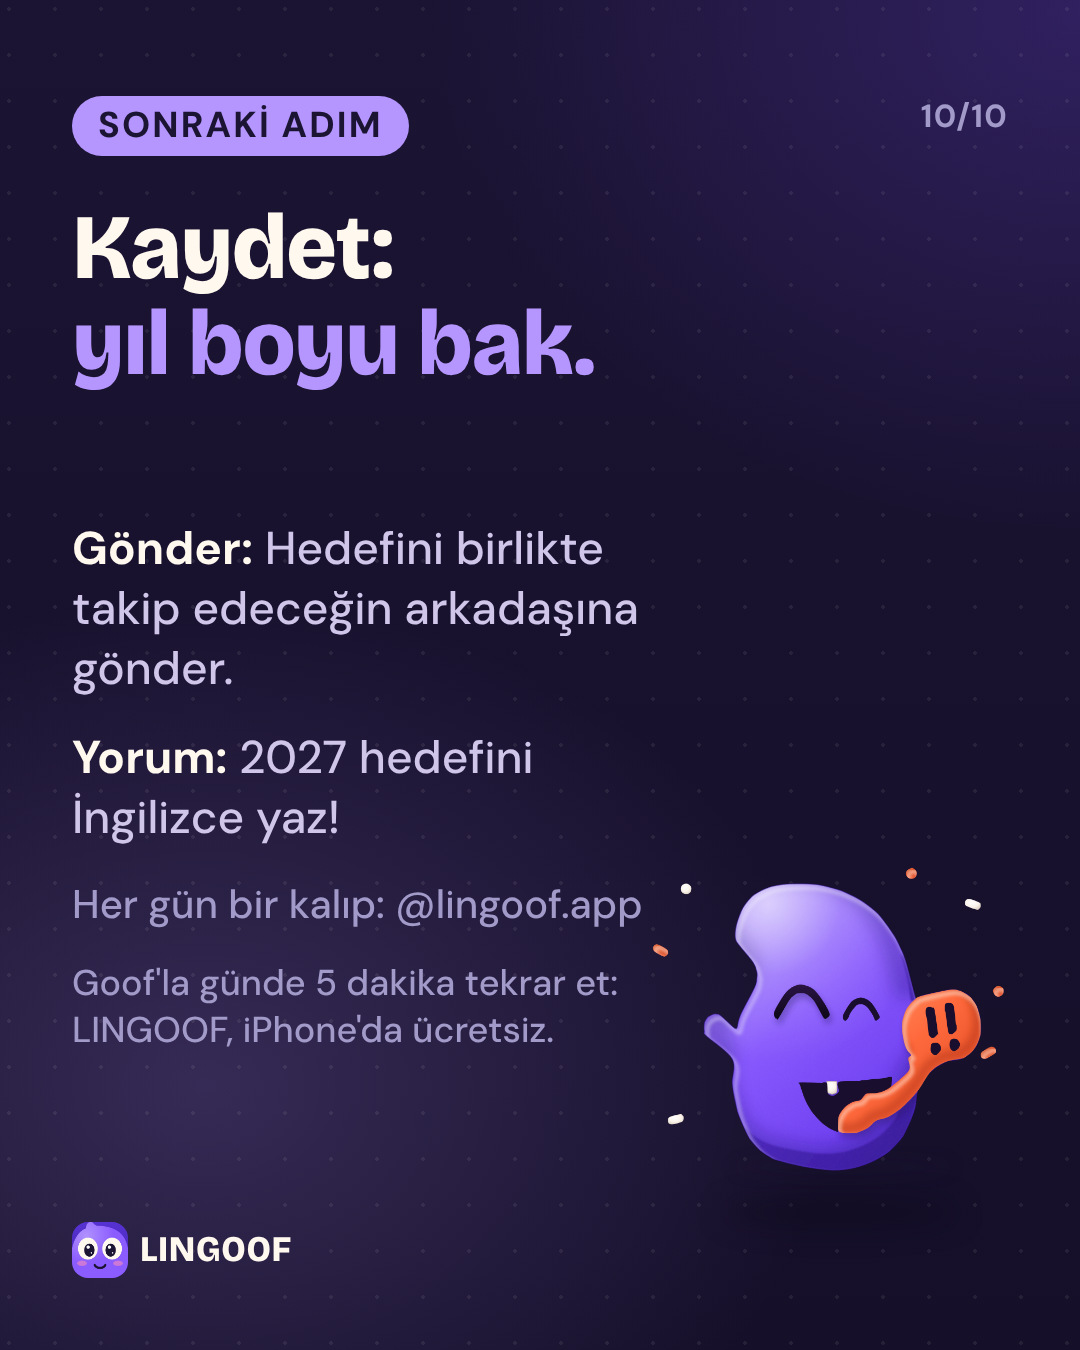 SONRAKİ ADIM
10/10
Kaydet:
yıl boyu bak.
Gönder: Hedefini birlikte
takip edeceğin arkadaşına
gönder.
Yorum: 2027 hedefini
İngilizce yaz!
Her gün bir kalıp: @lingoof.app
Goof'la günde 5 dakika tekrar et:
LINGOOF, iPhone'da ücretsiz.
!!
LINGOOF